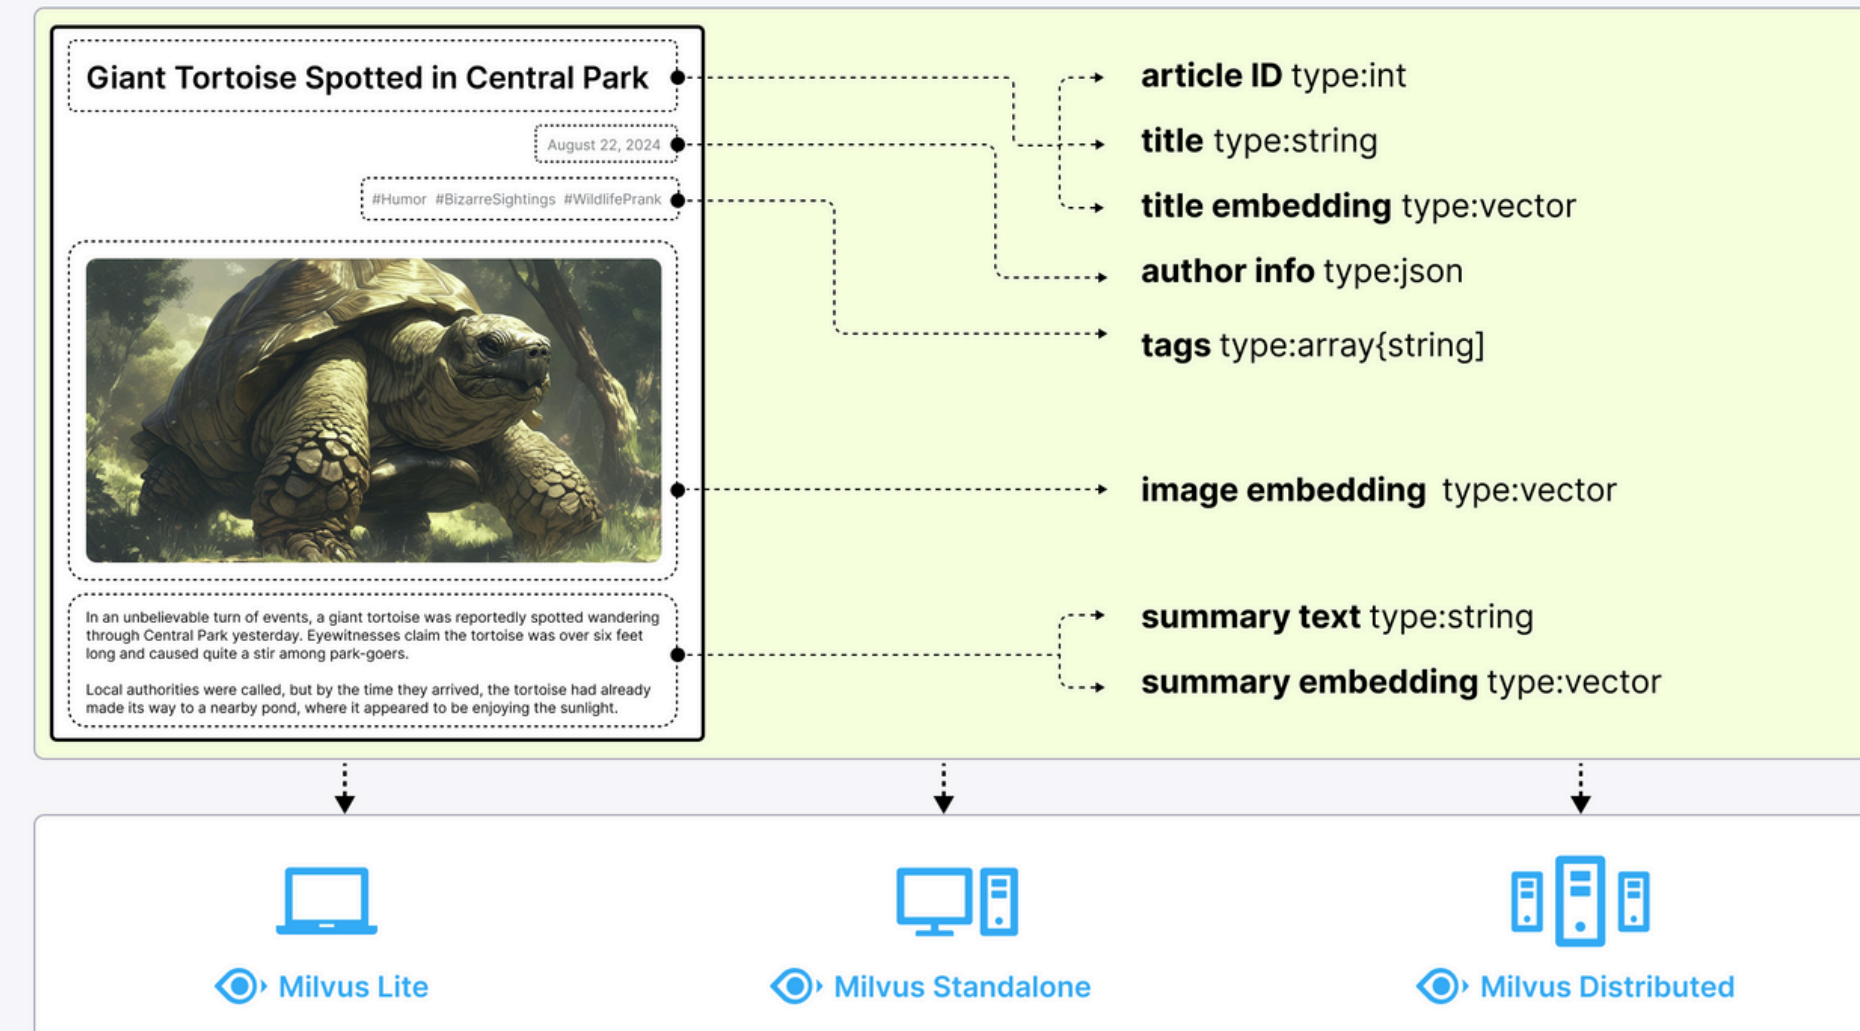 Giant Tortoise Spotted in Central Park
August 22, 2024
#Humor #BizarreSightings #WildlifePrank
In an unbelievable turn of events, a giant tortoise was reportedly spotted wandering
through Central Park yesterday. Eyewitnesses claim the tortoise was over six feet
long and caused quite a stir among park-goers.
Local authorities were called, but by the time they arrived, the tortoise had already
made its way to a nearby pond, where it appeared to be enjoying the sunlight.
article ID type:int
title type:string
title embedding type:vector
author info type:json
tags type:array{string]
image embedding type:vector
summary text type:string
summary embedding type:vector
Milvus Lite
Milvus Standalone
Milvus Distributed